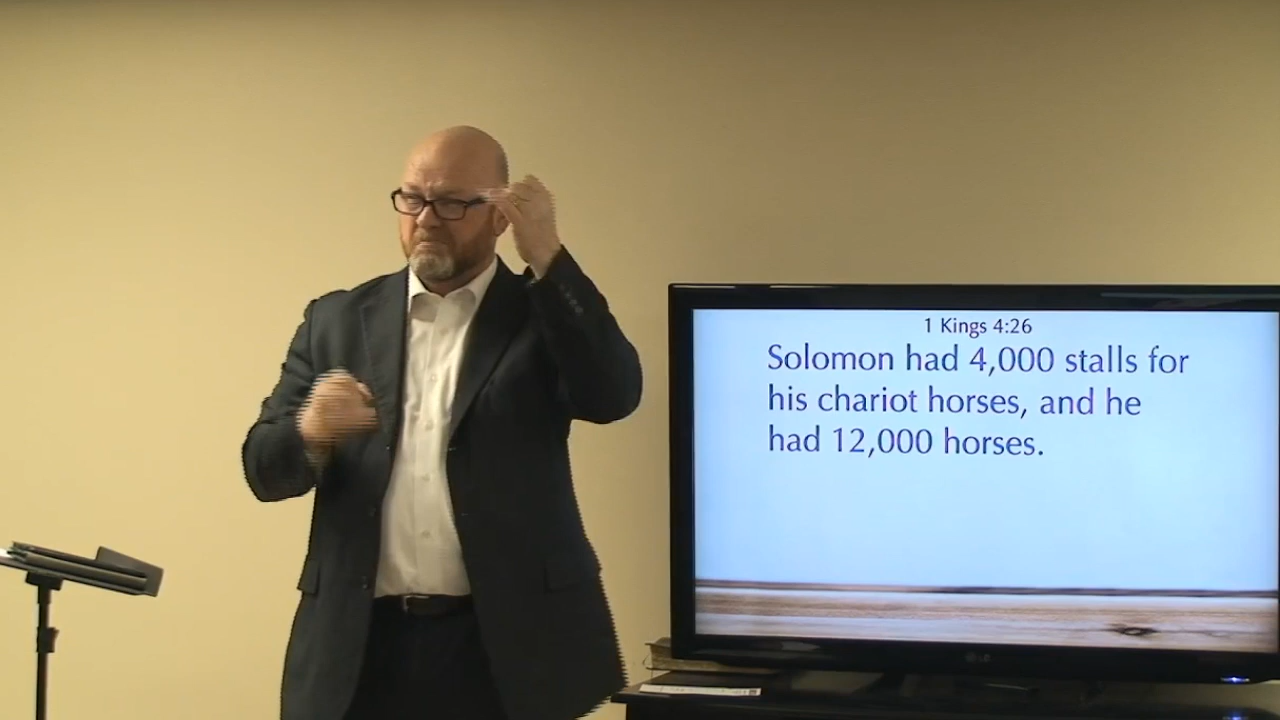 1 Kings 4:26
Solomon had 4,000 stalls for
his chariot horses, and he
had 12,000 horses.
LG